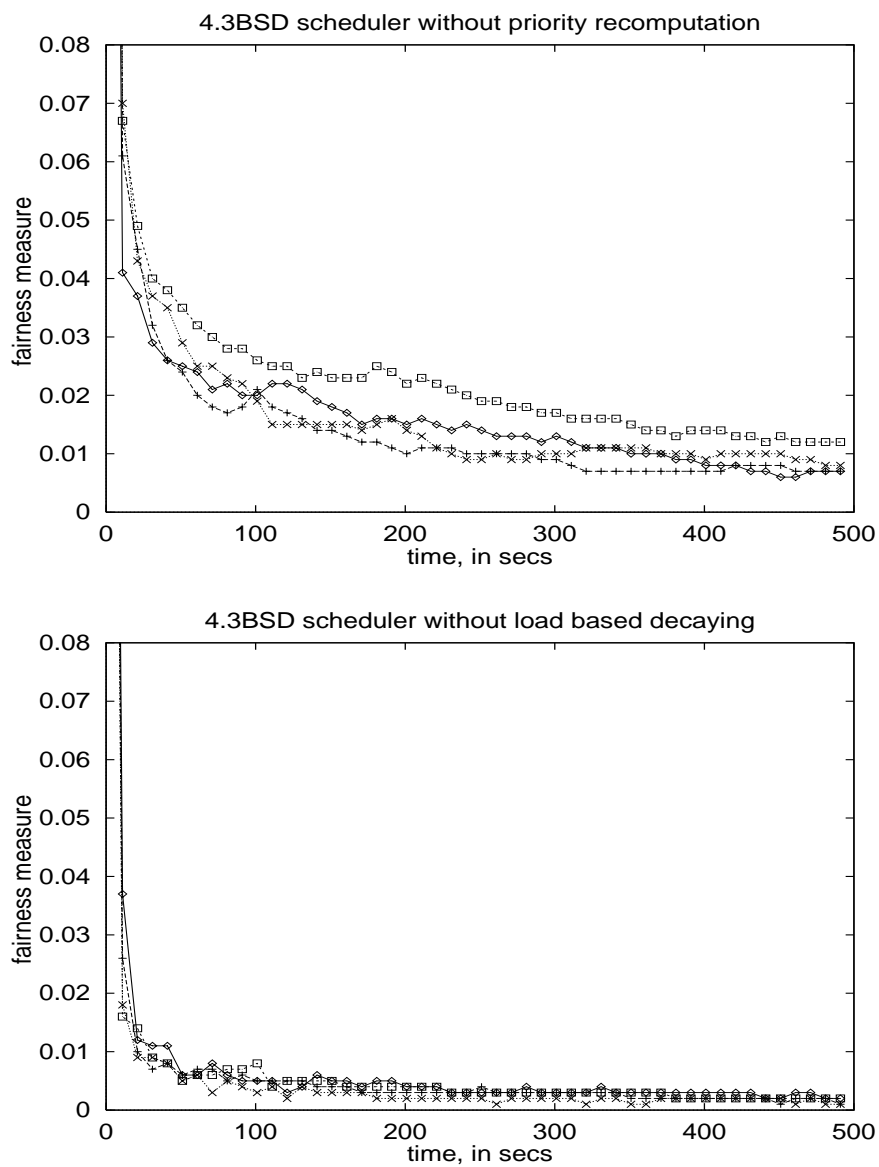 4.3BSD scheduler without priority recomputation
0.08
0.07
0.06
0.05
0.04
0.03
0.02
0.01
0
fairness measure
0 100 200 300 400 500
time, in secs
4.3BSD scheduler without load based decaying
0.08
0.07
0.06
0.05
0.04
0.03
0.02
0.01
0
fairness measure
0 100 200 300 400 500
time, in secs